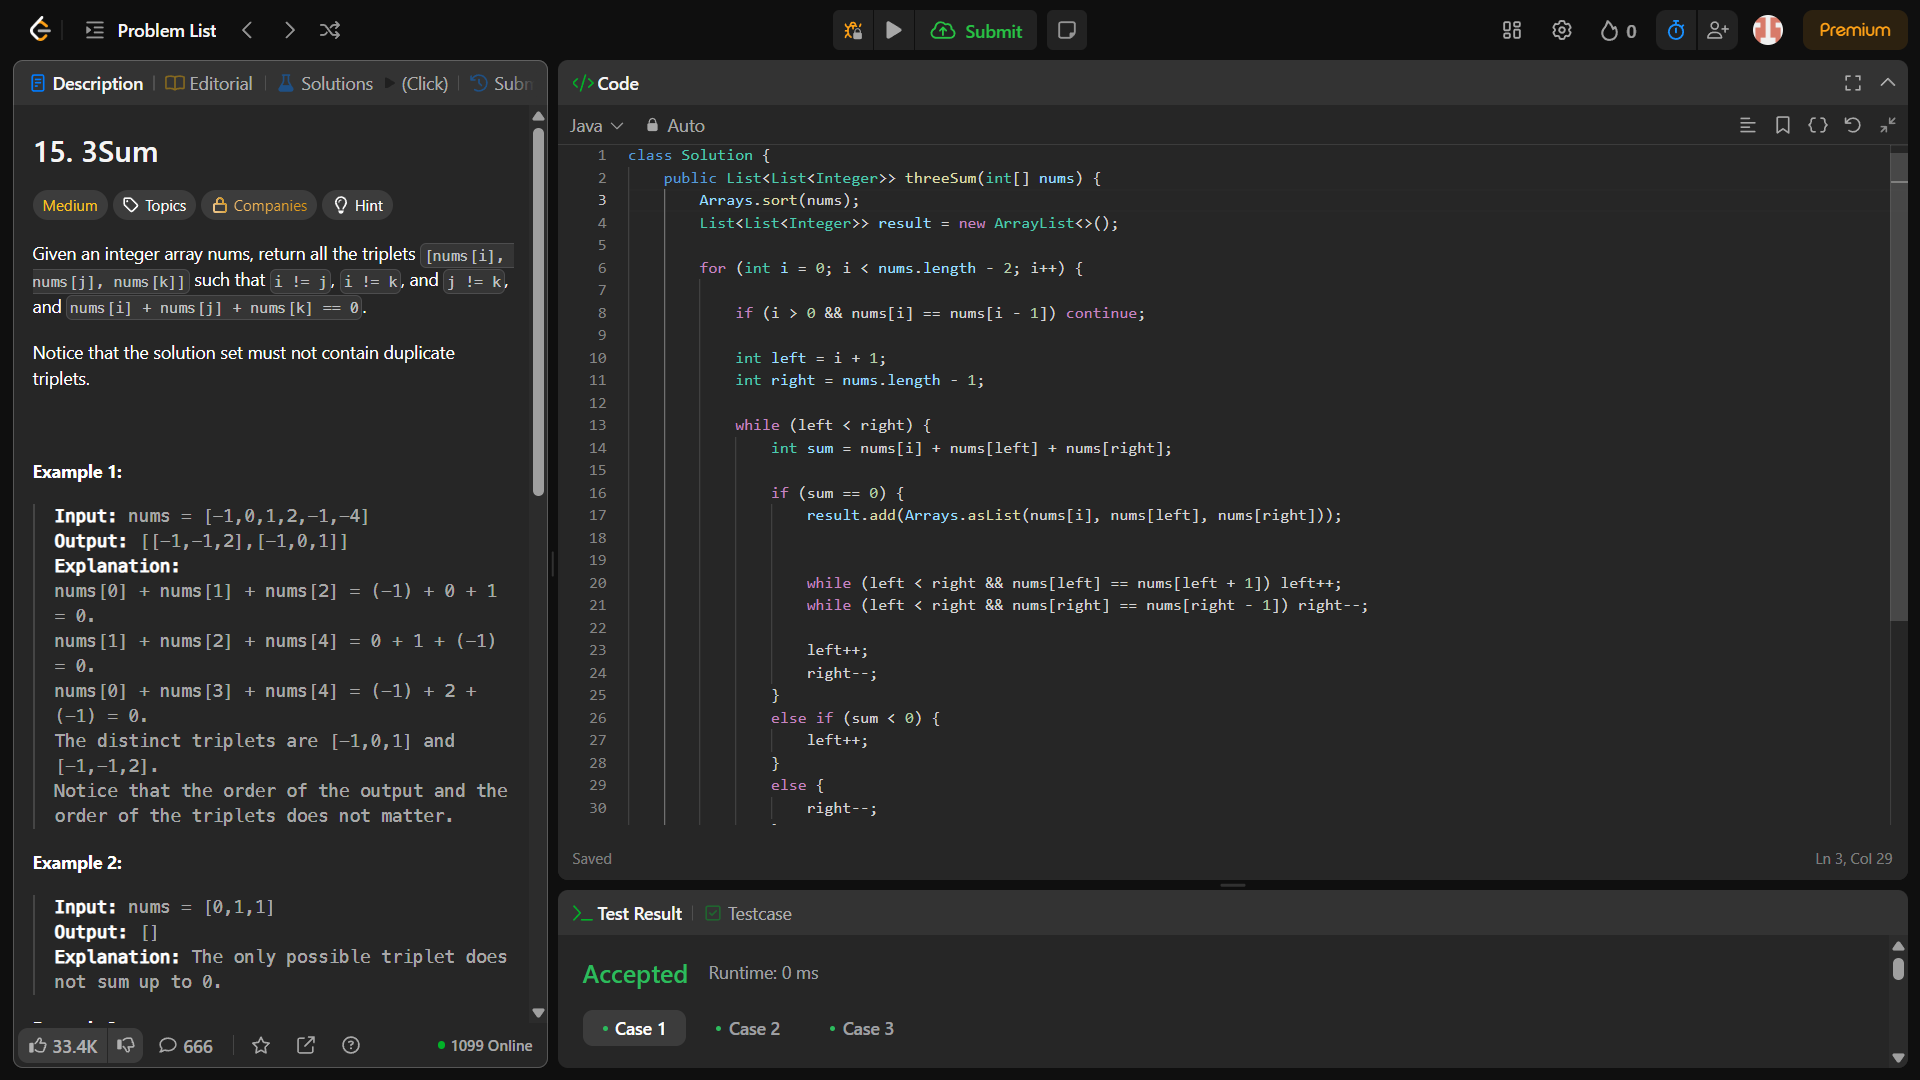 Problem List
Submit
0
Premium
Description
Editorial
Solutions
(Click)
Subn
15. 3Sum
Medium
Topics
Companies
Hint
Given an integer array nums, return all the triplets [nums[i],
nums[j], nums[k]] such that i != j, i != k, and j != k,
and nums[i] + nums[j] + nums[k] == 0.
Notice that the solution set must not contain duplicate
triplets.
Example 1:
Input: nums = [-1,0,1,2,-1,-4]
Output: [[-1,-1,2],[-1,0,1]]
Explanation:
nums[0] + nums[1] + nums[2] = (-1) + 0 + 1
= 0.
nums[1] + nums[2] + nums[4] = 0 + 1 + (-1)
= 0.
nums[0] + nums[3] + nums[4] = (-1) + 2 +
(-1) = 0.
The distinct triplets are [-1,0,1] and
[-1,-1,2].
Notice that the order of the output and the
order of the triplets does not matter.
Example 2:
Input: nums = [0,1,1]
Output: []
Explanation: The only possible triplet does
not sum up to 0.
33.4K
666
1099 Online
</> Code
Java
Auto
1 class Solution {
2 public List<List<Integer>> threeSum(int[] nums) {
3 Arrays.sort(nums);
4 List<List<Integer>> result = new ArrayList<>();
5
6 for (int i = 0; i < nums.length - 2; i++) {
7
8 if (i > 0 && nums[i] == nums[i - 1]) continue;
9
10 int left = i + 1;
11 int right = nums.length - 1;
12
13 while (left < right) {
14 int sum = nums[i] + nums[left] + nums[right];
15
16 if (sum == 0) {
17 result.add(Arrays.asList(nums[i], nums[left], nums[right]));
18
19
20 while (left < right && nums[left] == nums[left + 1]) left++;
21 while (left < right && nums[right] == nums[right - 1]) right--;
22
23 left++;
24 right--;
25 }
26 else if (sum < 0) {
27 left++;
28 }
29 else {
30 right--;
Saved
Ln 3, Col 29
Test Result
Testcase
Accepted
Runtime: 0 ms
Case 1
Case 2
Case 3